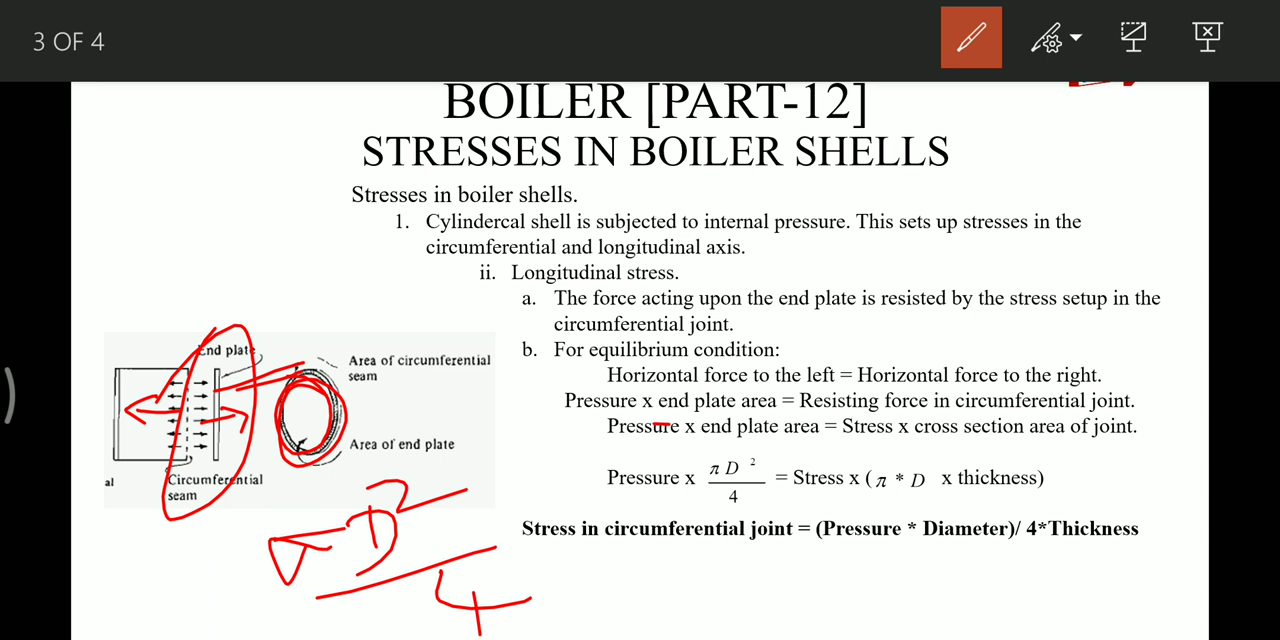 3 OF 4
BOILER [PART-12]
STRESSES IN BOILER SHELLS
Stresses in boiler shells.
1. Cylindercal shell is subjected to internal pressure. This sets up stresses in the
circumferential and longitudinal axis.
ii. Longitudinal stress.
a. The force acting upon the end plate is resisted by the stress setup in the
circumferential joint.
b. For equilibrium condition:
Horizontal force to the left = Horizontal force to the right.
Pressure x end plate area = Resisting force in circumferential joint.
Pressure x end plate area = Stress x cross section area of joint.
Pressure x π D ² / 4 = Stress x ( π * D x thickness)
Stress in circumferential joint = (Pressure * Diameter)/ 4*Thickness
End plate
Area of circumferential
seam
Area of end plate
al
Circumferential
seam
π D²
4